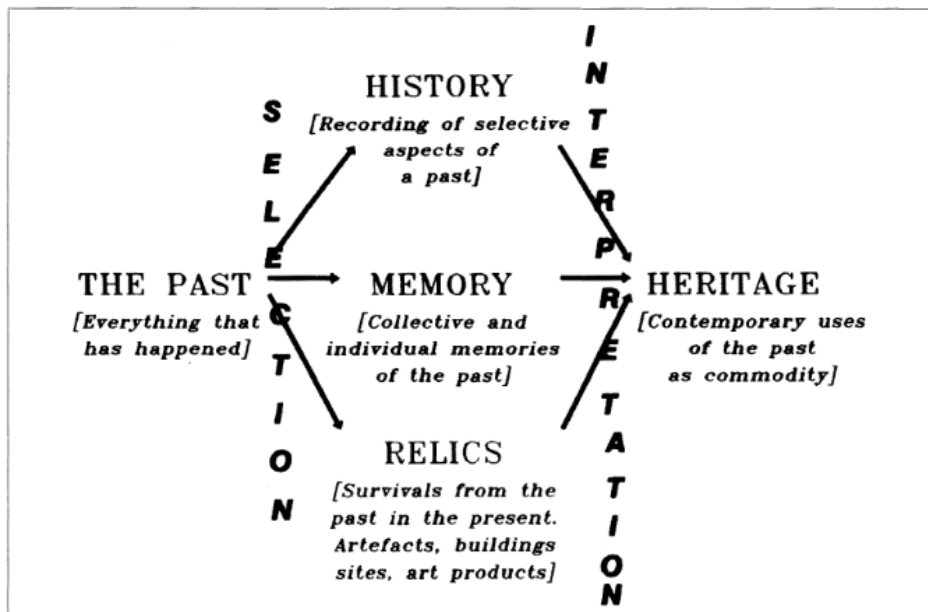 SELECTION
INTERPRETATION
HISTORY
[Recording of selective
aspects of
a past]
THE PAST
[Everything that
has happened]
MEMORY
[Collective and
individual memories
of the past]
HERITAGE
[Contemporary uses
of the past
as commodity]
RELICS
[Survivals from the
past in the present.
Artefacts, buildings
sites, art products]